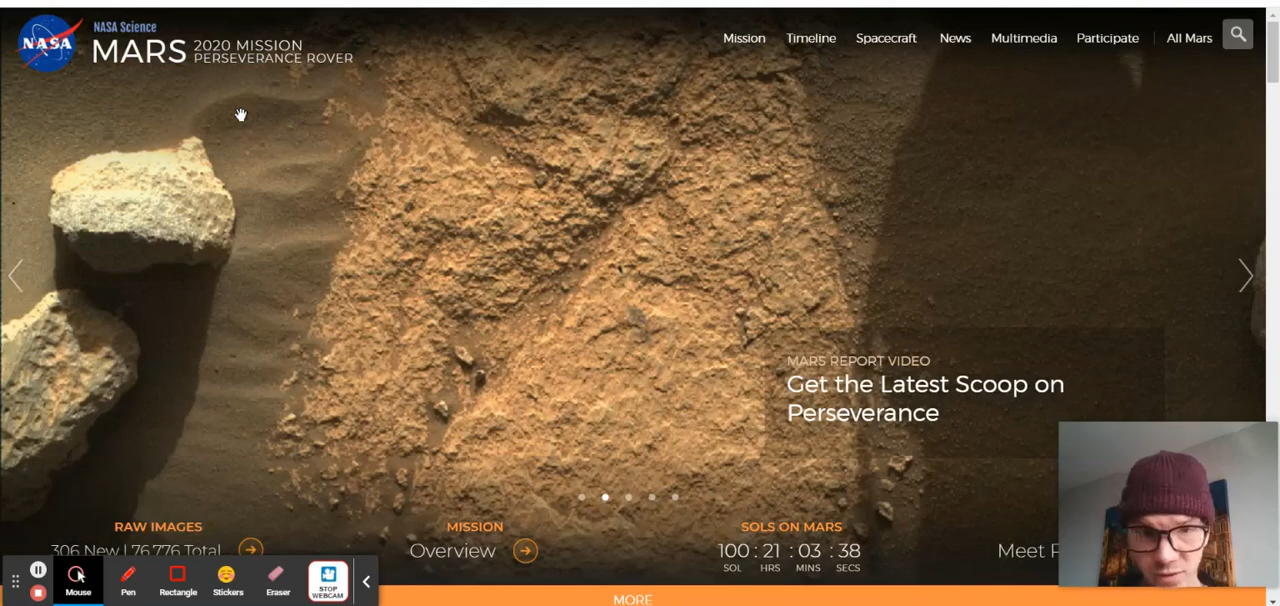 NASA
NASA Science
MARS
2020 MISSION
PERSEVERANCE ROVER
Mission Timeline Spacecraft News Multimedia Participate All Mars
MARS REPORT VIDEO
Get the Latest Scoop on
Perseverance
RAW IMAGES
306 New | 76,776 Total
MISSION
Overview
SOLS ON MARS
100 : 21 : 03 : 38
SOL HRS MINS SECS
Meet
Mouse Pen Rectangle Stickers Eraser STOP WEBCAM
MORE